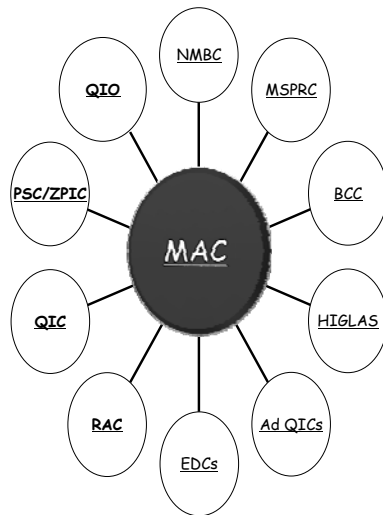 NMBC
QIO
MSPRC
PSC/ZPIC
BCC
MAC
QIC
HIGLAS
RAC
Ad QICs
EDCs